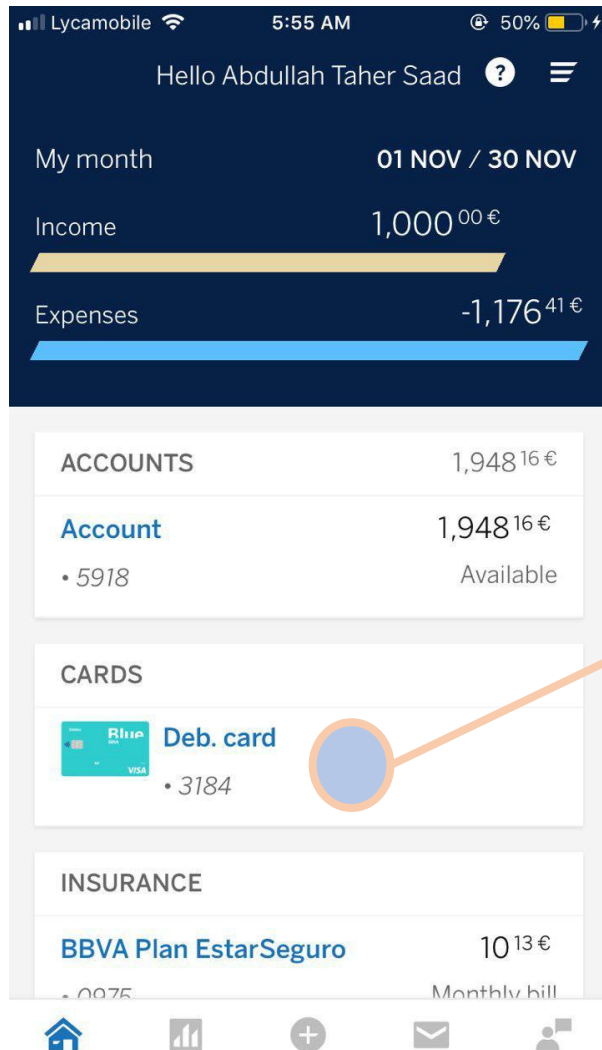 Lycamobile 5:55 AM 50%
Hello Abdullah Taher Saad ?
My month 01 NOV / 30 NOV
Income 1,000 00 €
Expenses -1,176 41 €
ACCOUNTS 1,948 16 €
Account 1,948 16 €
• 5918 Available
CARDS
Blue
VISA
Deb. card
• 3184
INSURANCE
BBVA Plan EstarSeguro 10 13 €
• 0975 Monthly bill